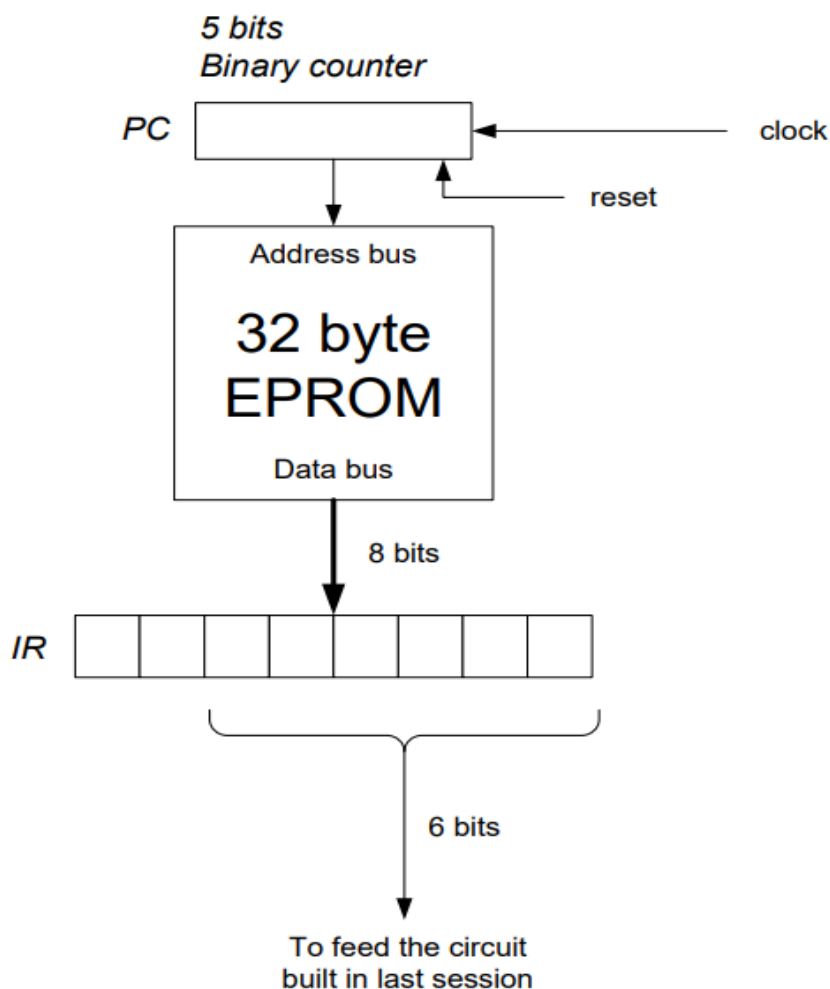 5 bits
Binary counter
PC
clock
reset
Address bus
32 byte
EPROM
Data bus
8 bits
IR
6 bits
To feed the circuit
built in last session